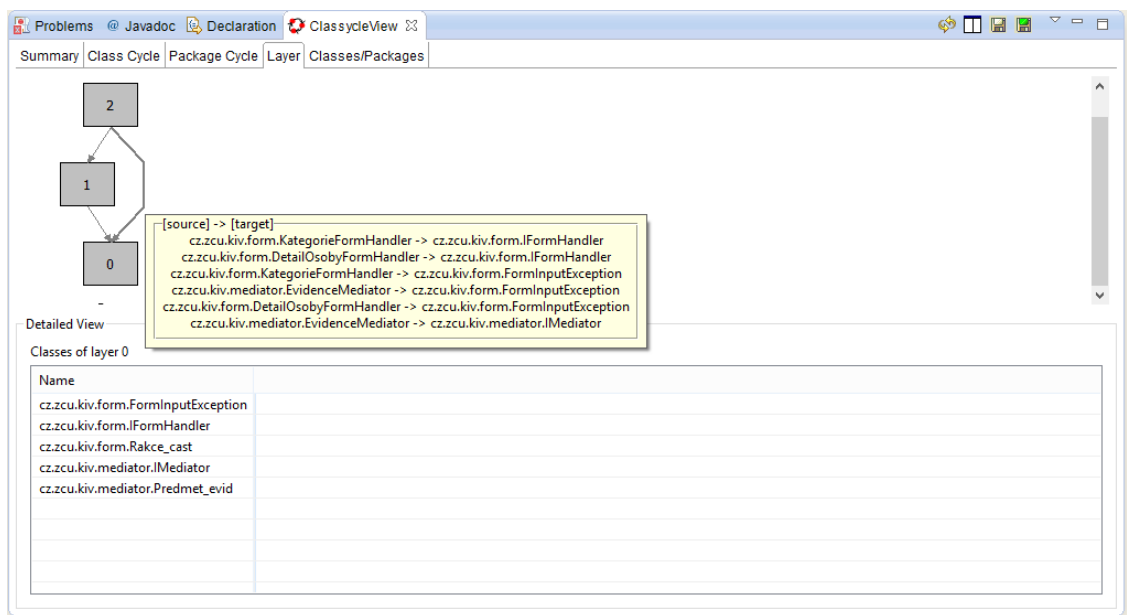 Problems @ Javadoc Declaration ClassycleView
Summary Class Cycle Package Cycle Layer Classes/Packages
2
1
0
[source] -> [target]
cz.zcu.kiv.form.KategorieFormHandler -> cz.zcu.kiv.form.IFormHandler
cz.zcu.kiv.form.DetailOsobyFormHandler -> cz.zcu.kiv.form.IFormHandler
cz.zcu.kiv.form.KategorieFormHandler -> cz.zcu.kiv.form.FormInputException
cz.zcu.kiv.mediator.EvidenceMediator -> cz.zcu.kiv.form.FormInputException
cz.zcu.kiv.form.DetailOsobyFormHandler -> cz.zcu.kiv.form.FormInputException
cz.zcu.kiv.mediator.EvidenceMediator -> cz.zcu.kiv.mediator.IMediator
Detailed View
Classes of layer 0
Name
cz.zcu.kiv.form.FormInputException
cz.zcu.kiv.form.IFormHandler
cz.zcu.kiv.form.Rakce_cast
cz.zcu.kiv.mediator.IMediator
cz.zcu.kiv.mediator.Predmet_evid